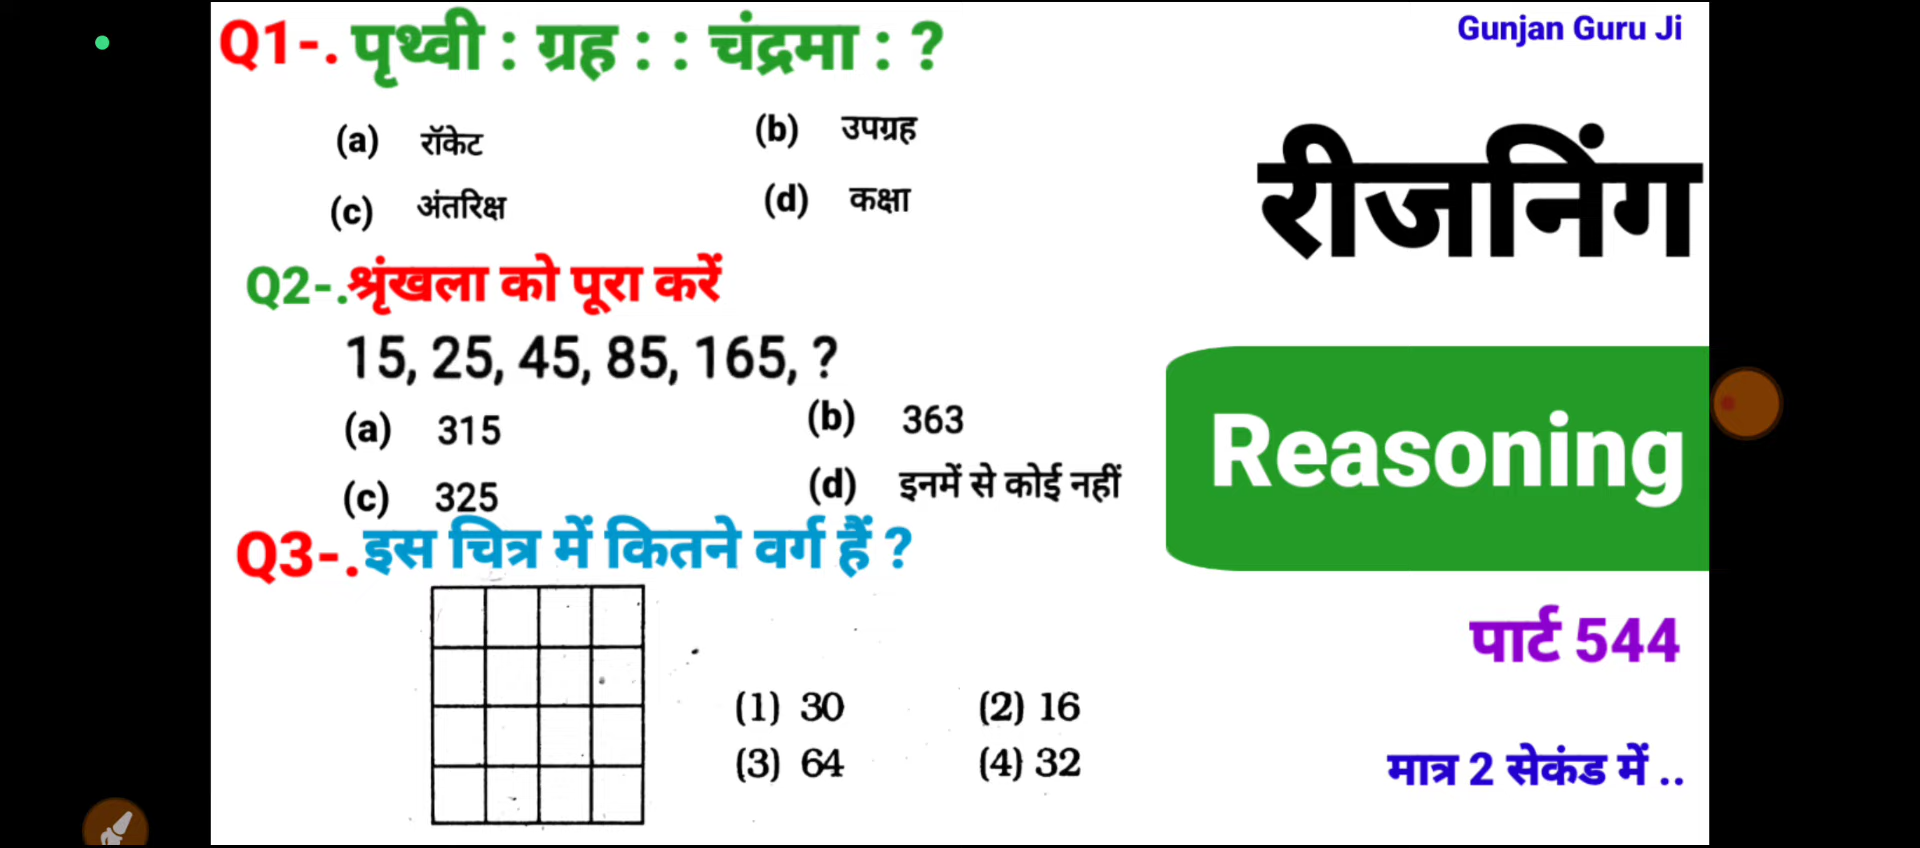 Q1-. पृथ्वी : ग्रह : : चंद्रमा : ?
(a) रॉकेट
(b) उपग्रह
(c) अंतरिक्ष
(d) कक्षा
Q2-.श्रृंखला को पूरा करें
15, 25, 45, 85, 165, ?
(a) 315
(b) 363
(c) 325
(d) इनमें से कोई नहीं
Q3-.इस चित्र में कितने वर्ग हैं ?
(1) 30
(2) 16
(3) 64
(4) 32
Gunjan Guru Ji
रीजनिंग
Reasoning
पार्ट 544
मात्र 2 सेकंड में ..